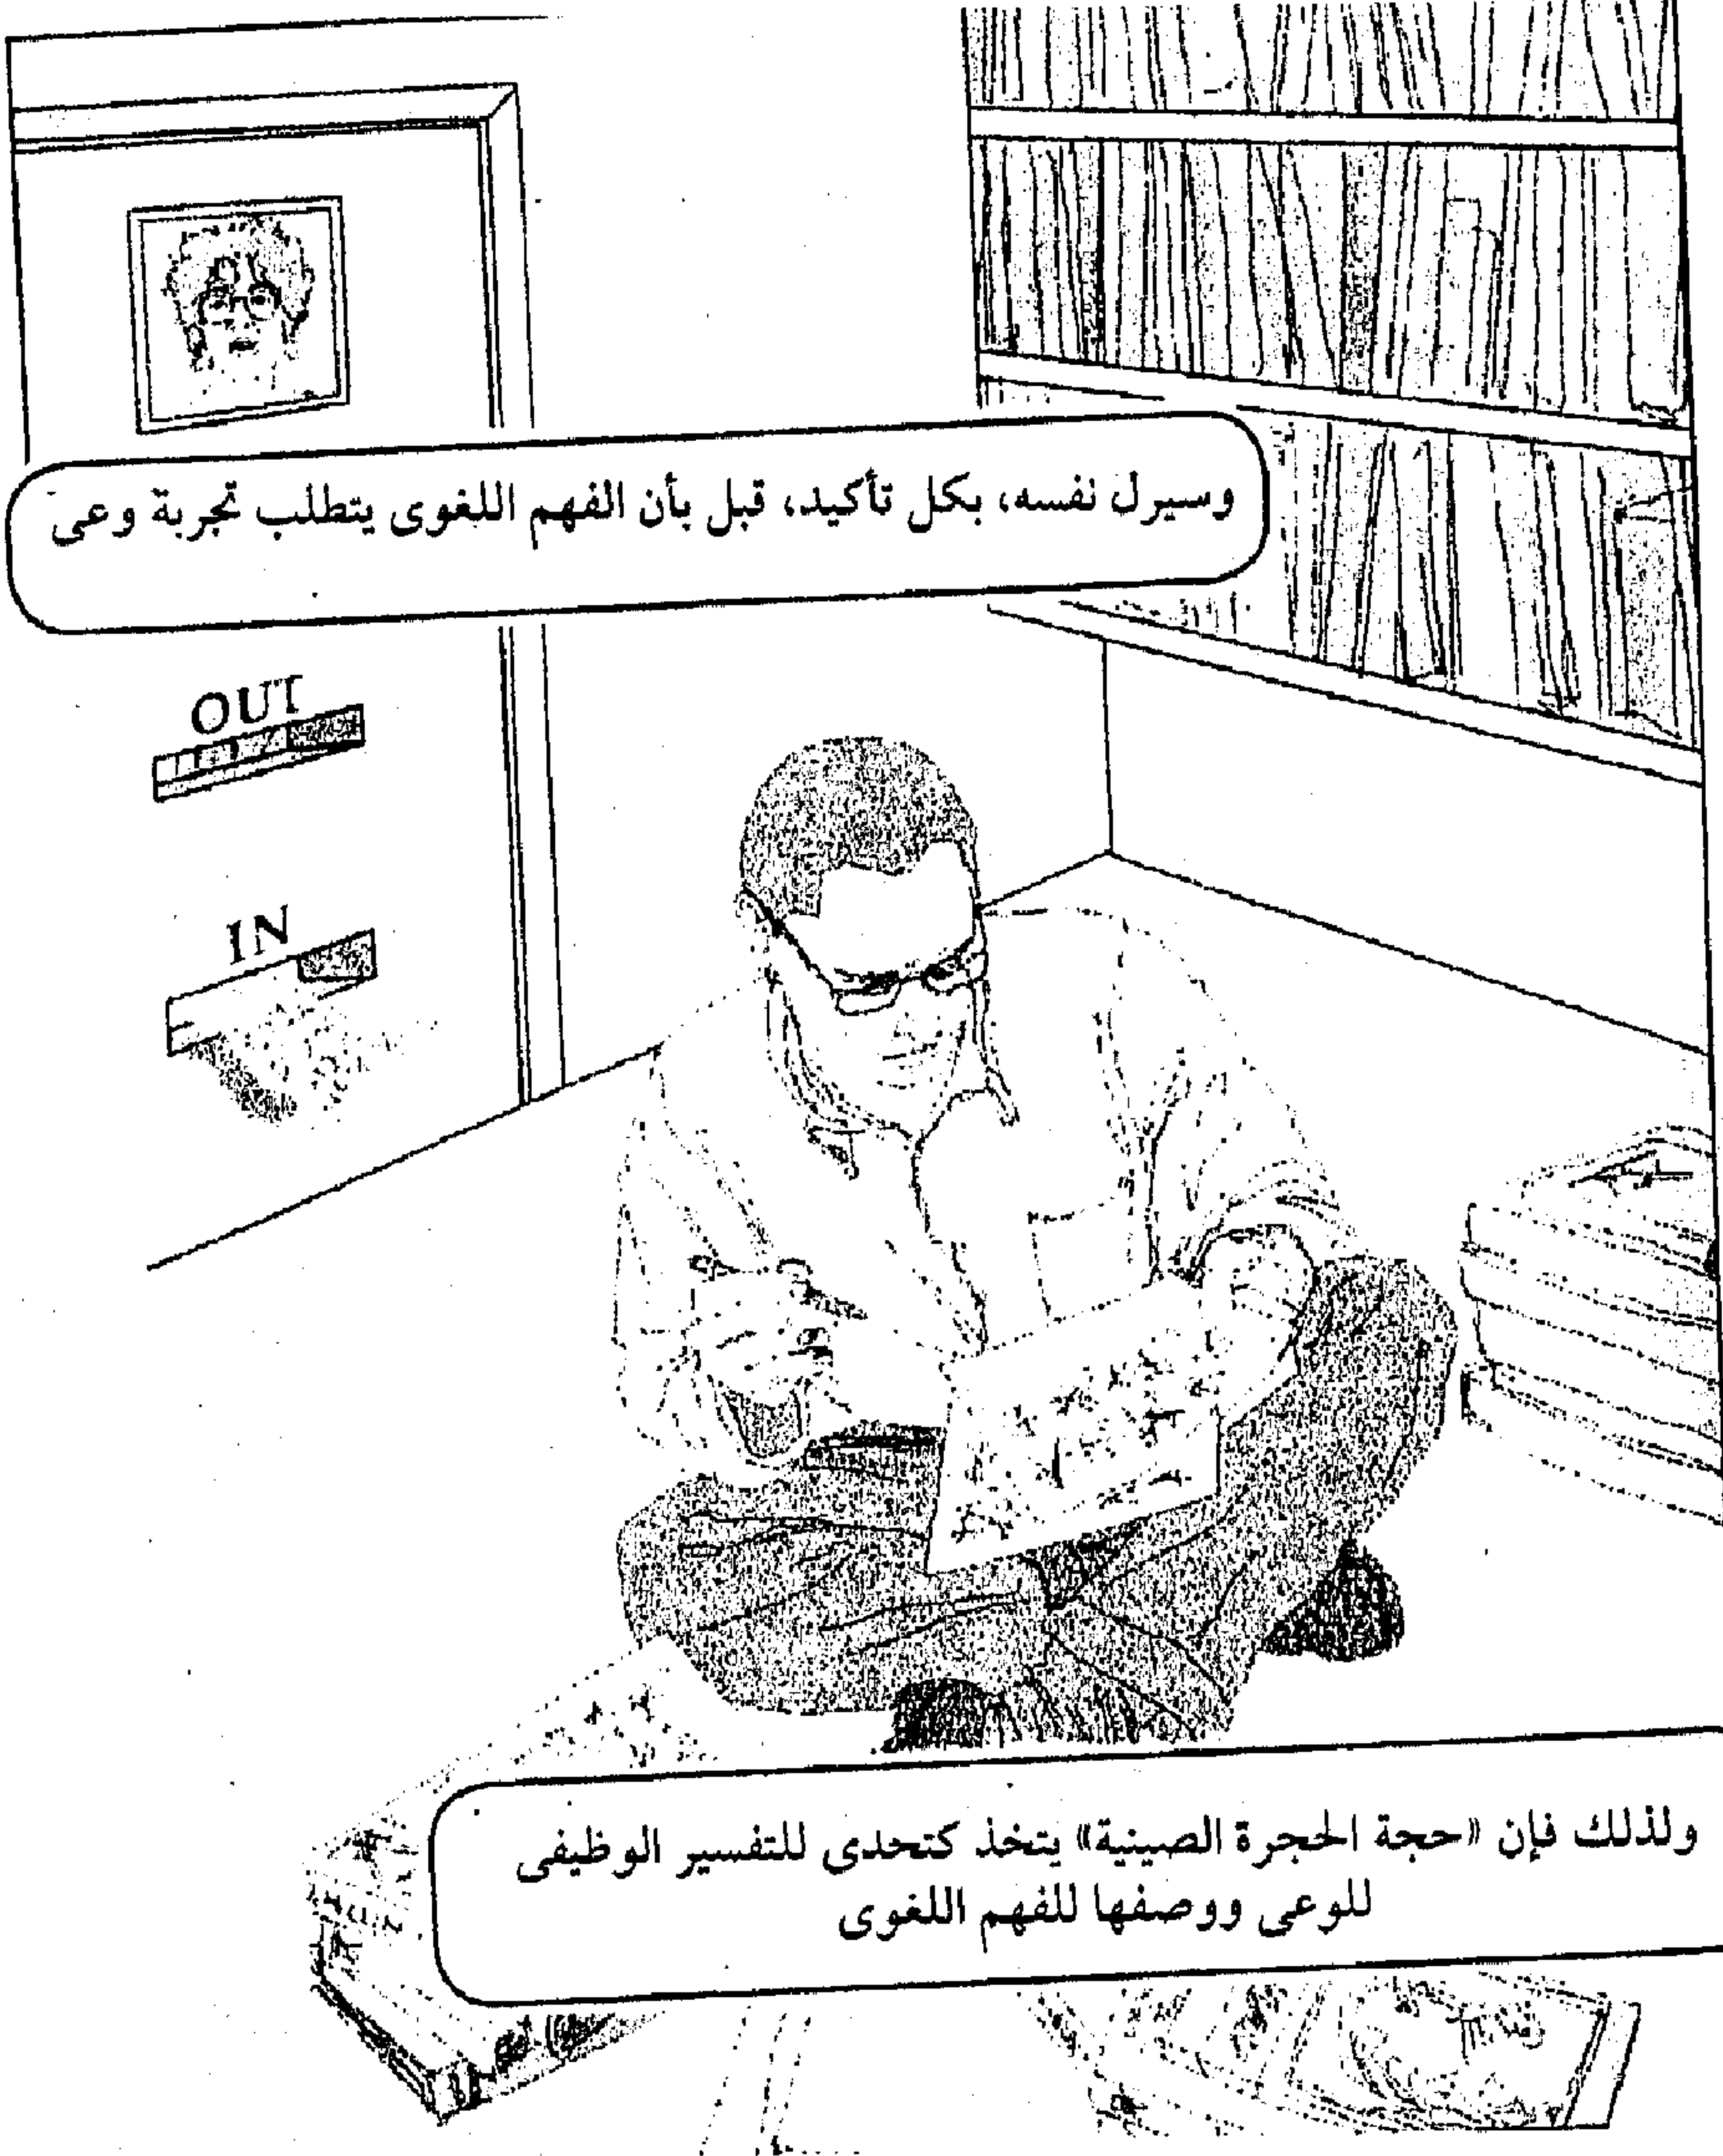 وسيرل نفسه، بكل تأكيد، قبل بأن الفهم اللغوى يتطلب تجربة وعى
OUT
IN
ولذلك فإن «حجة الحجرة الصينية» يتخذ كتحدى للتفسير الوظيفى
للوعى ووصفها للفهم اللغوى